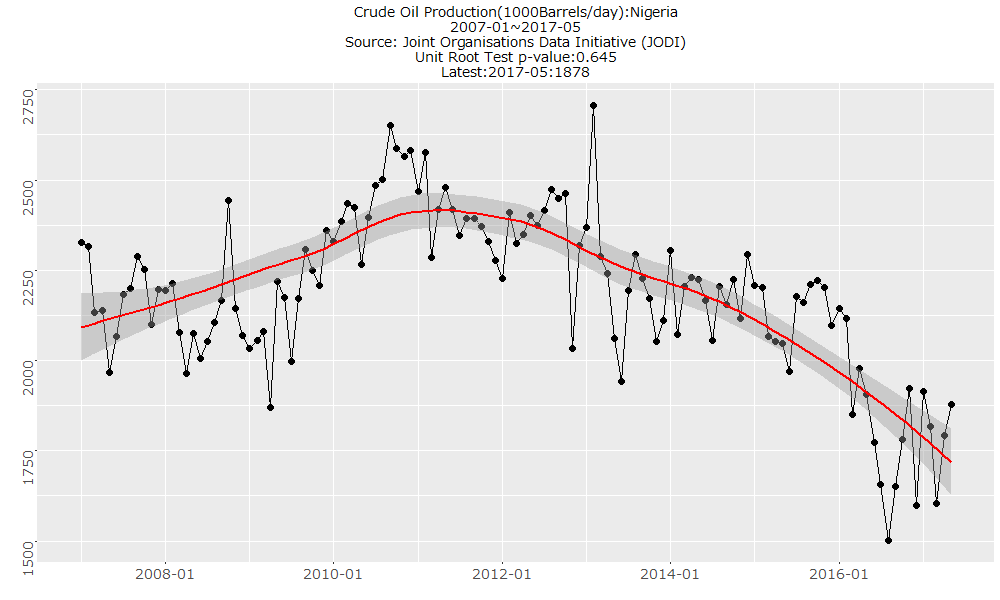 Crude Oil Production(1000Barrels/day):Nigeria
2007-01~2017-05
Source: Joint Organisations Data Initiative (JODI)
Unit Root Test p-value:0.645
Latest:2017-05:1878
2750
2500
2250
2000
1750
1500
2008-01 2010-01 2012-01 2014-01 2016-01